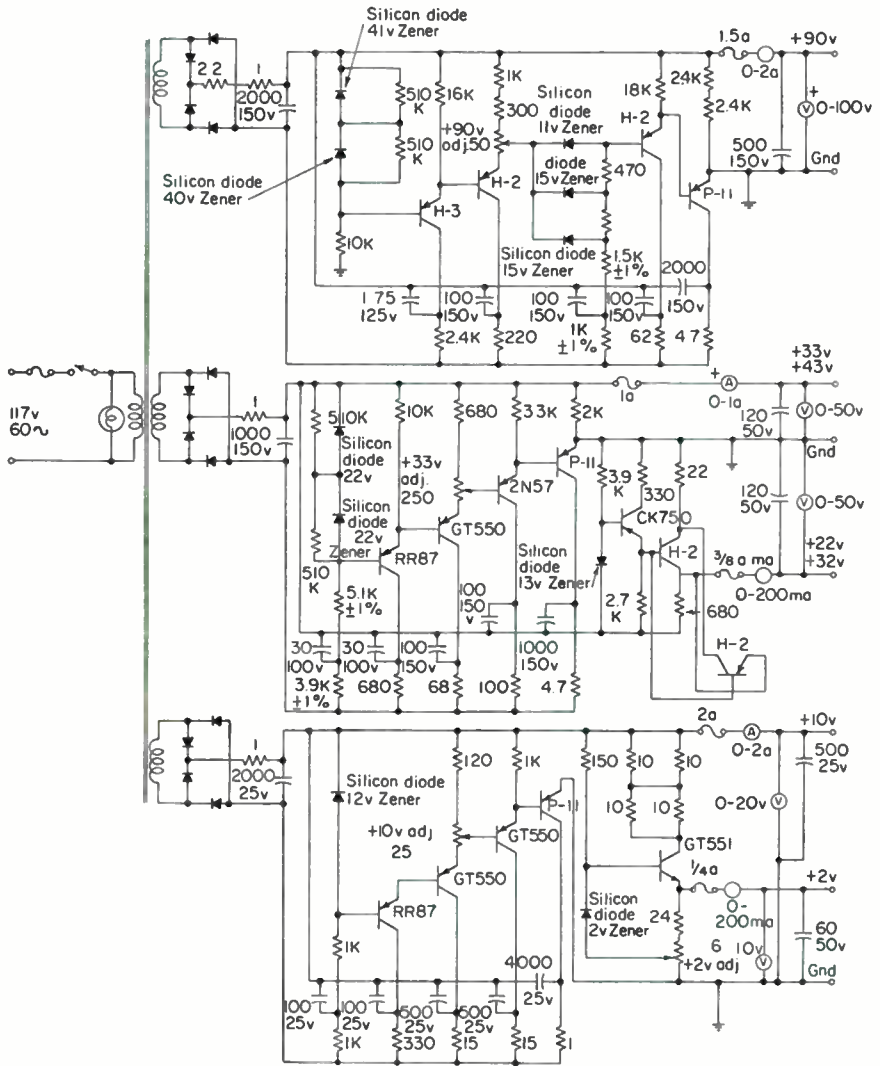 Silicon diode
41v Zener
2.2
1
2000
150v
510
K
510
K
Silicon diode
40v Zener
10K
16K
1K
300
+90v
adj.50
Silicon
diode
11v Zener
diode
15v Zener
Silicon diode
15v Zener
H-3
H-2
H-2
18K
24K
2.4K
470
P-11
1.5a
0-2a
+90v
+
V
0-100v
500
150v
Gnd
1.5K
±1%
2000
150v
1 75
125v
100
150v
100
150v
100
150v
2.4K
220
1K
±1%
62
4.7
117v
60~
1
1000
150v
510K
Silicon
diode
22v
Silicon
diode
22v
Zener
510
K
10K
+33v
adj.
250
680
3.3K
2K
RR87
GT550
2N57
P-11
5.1K
±1%
100
150
v
Silicon
diode
13v Zener
1000
150v
30
100v
30
100v
100
150v
3.9K
±1%
680
68
100
4.7
1a
+
A
0-1a
+33v
+43v
120
50v
V
0-50v
Gnd
3.9
K
330
22
CK750
H-2
120
50v
V
0-50v
+22v
+32v
3/8 a ma
0-200ma
2.7
K
680
H-2
1
2000
25v
Silicon diode
12v Zener
120
1K
+10v adj
25
P-11
GT550
GT550
RR87
1K
4000
25v
100
25v
100
25v
500
25v
500
25v
1K
330
15
15
1
2a
A
0-2a
+10v
500
25v
150
10
10
10
10
0-20v
V
GT551
1/4a
+2v
Silicon
diode
2v Zener
24
0-
200ma
6
+2v adj
10v
V
60
50v
Gnd